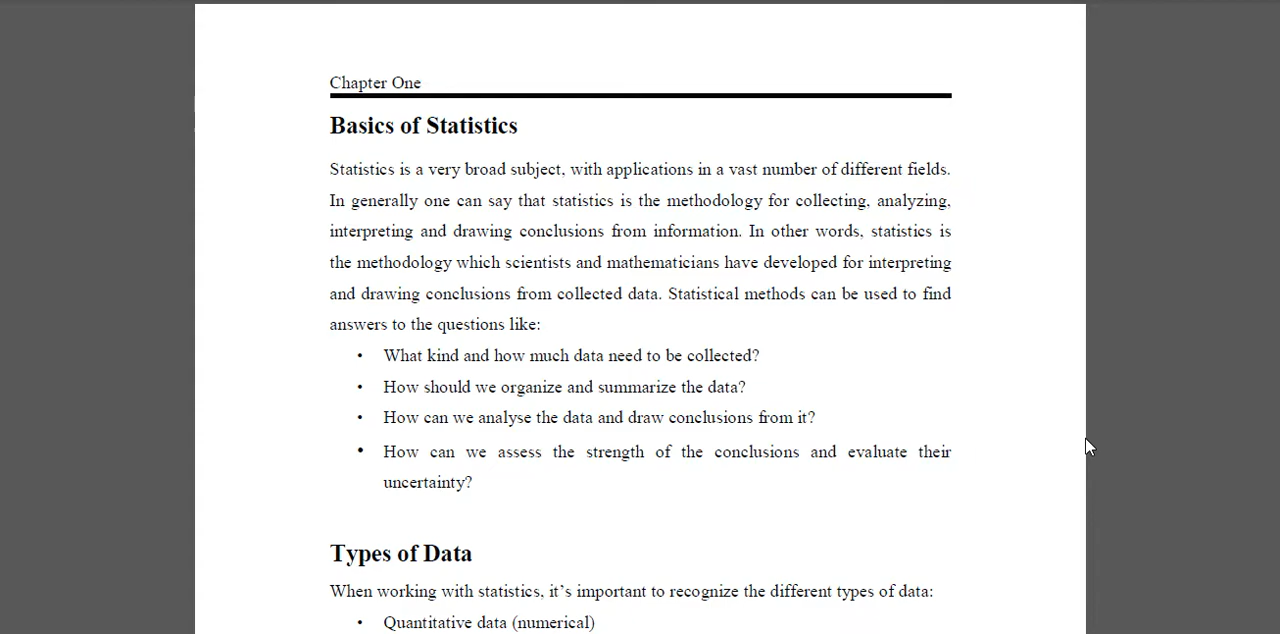 Chapter One
Basics of Statistics
Statistics is a very broad subject, with applications in a vast number of different fields.
In generally one can say that statistics is the methodology for collecting, analyzing,
interpreting and drawing conclusions from information. In other words, statistics is
the methodology which scientists and mathematicians have developed for interpreting
and drawing conclusions from collected data. Statistical methods can be used to find
answers to the questions like:
• What kind and how much data need to be collected?
• How should we organize and summarize the data?
• How can we analyse the data and draw conclusions from it?
• How can we assess the strength of the conclusions and evaluate their
uncertainty?
Types of Data
When working with statistics, it’s important to recognize the different types of data:
• Quantitative data (numerical)